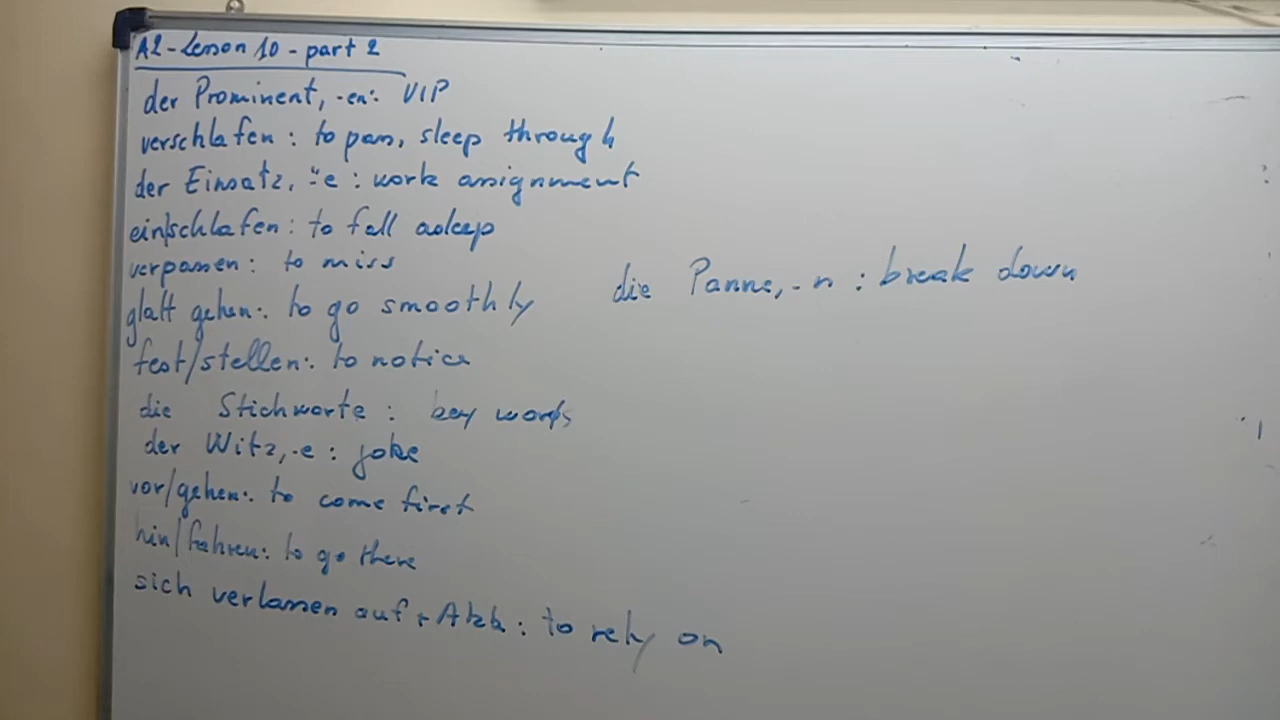 A2-Lesson 10 - part 2
der Prominent, -en: VIP
verschlafen: to pass, sleep through
der Einsatz, ⸚e: work assignment
ein/schlafen: to fall asleep
verpassen: to miss
glatt gehen: to go smoothly
die Panne, -n: break down
fest/stellen: to notice
die Stichworte: key words
der Witz, -e: joke
vor/gehen: to come first
hin/fahren: to go there
sich verlassen auf + Akk: to rely on